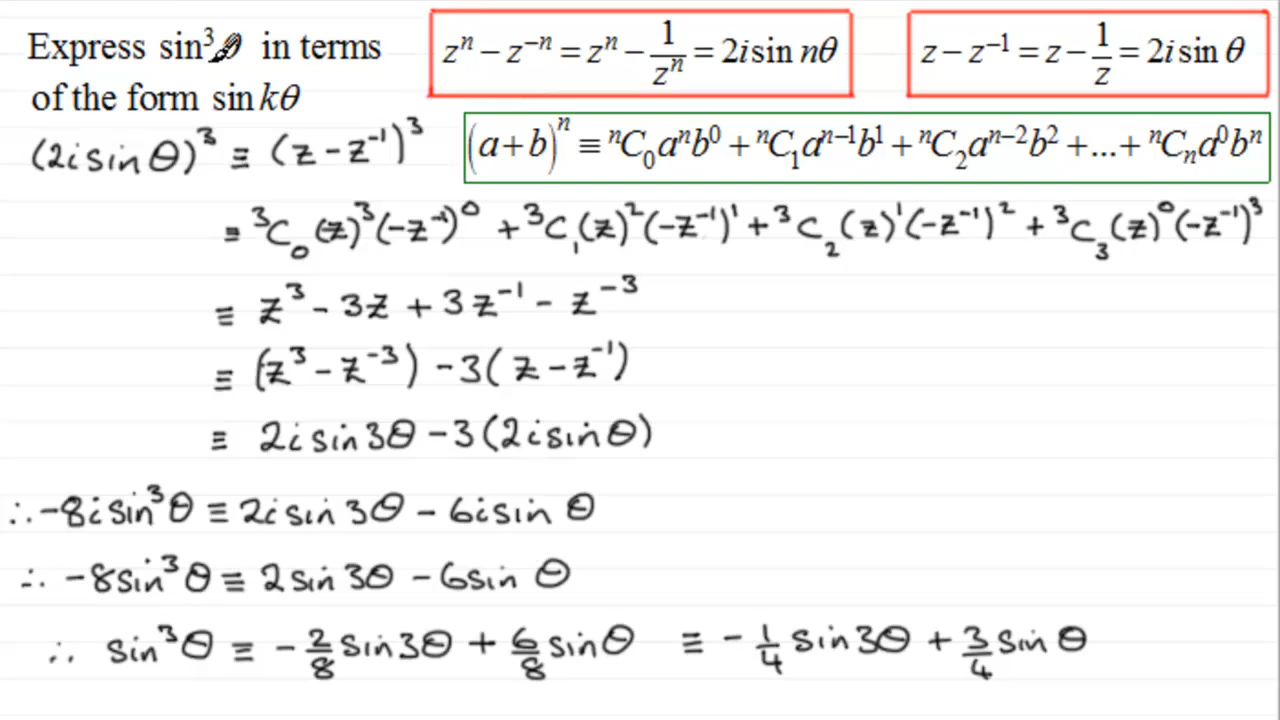 Express sin³θ in terms
of the form sin kθ
zⁿ − z⁻ⁿ = zⁿ − 1/zⁿ = 2i sin nθ
z − z⁻¹ = z − 1/z = 2i sin θ
(a + b)ⁿ ≡ ⁿC₀aⁿb⁰ + ⁿC₁aⁿ⁻¹b¹ + ⁿC₂aⁿ⁻²b² + ... + ⁿCₙa⁰bⁿ
(2i sin θ)³ ≡ (z − z⁻¹)³
≡ ³C₀(z)³(−z⁻¹)⁰ + ³C₁(z)²(−z⁻¹)¹ + ³C₂(z)¹(−z⁻¹)² + ³C₃(z)⁰(−z⁻¹)³
≡ z³ − 3z + 3z⁻¹ − z⁻³
≡ (z³ − z⁻³) − 3(z − z⁻¹)
≡ 2i sin 3θ − 3(2i sin θ)
∴ −8i sin³θ ≡ 2i sin 3θ − 6i sin θ
∴ −8 sin³θ ≡ 2 sin 3θ − 6 sin θ
∴ sin³θ ≡ −2/8 sin 3θ + 6/8 sin θ ≡ −1/4 sin 3θ + 3/4 sin θ